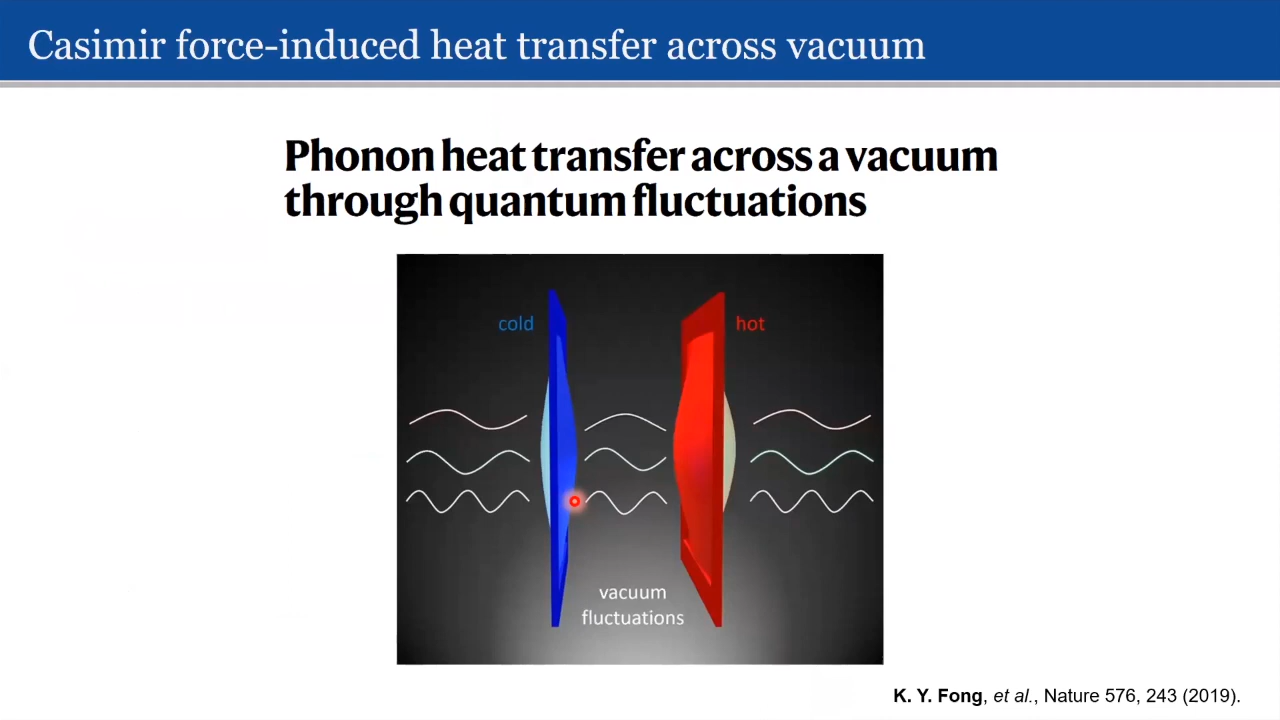 Casimir force-induced heat transfer across vacuum
Phonon heat transfer across a vacuum
through quantum fluctuations
cold
hot
vacuum
fluctuations
K. Y. Fong, et al., Nature 576, 243 (2019).